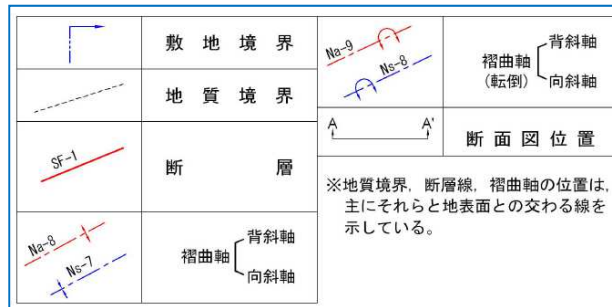 敷地境界
地質境界
SF-1
断層
Na-8
Ns-7
褶曲軸
背斜軸
向斜軸
Na-9
Ns-8
褶曲軸
(転倒)
背斜軸
向斜軸
A A'
断面図位置
※地質境界，断層線，褶曲軸の位置は，
主にそれらと地表面との交わる線を
示している。